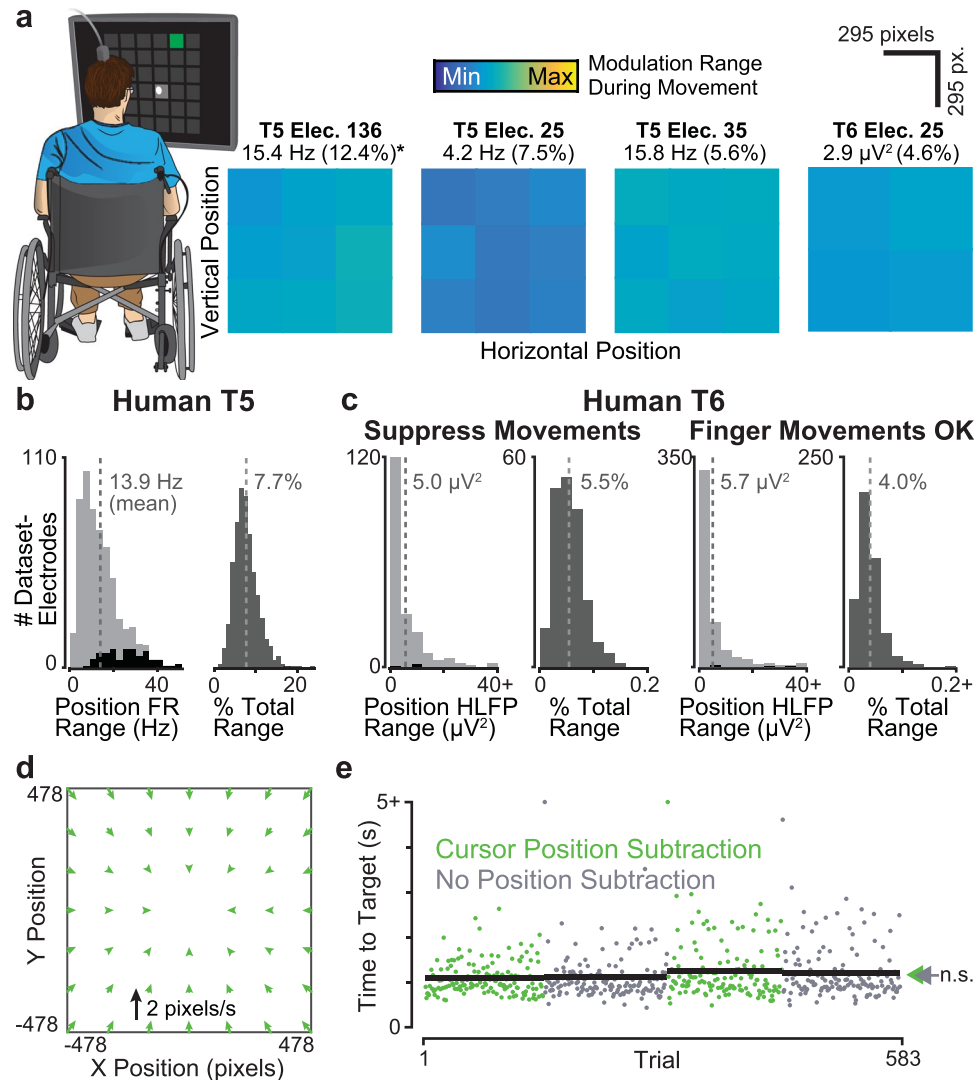 a
295 pixels
295 px.
Min Max
Modulation Range
During Movement
T5 Elec. 136
15.4 Hz (12.4%)*
T5 Elec. 25
4.2 Hz (7.5%)
T5 Elec. 35
15.8 Hz (5.6%)
T6 Elec. 25
2.9 µV² (4.6%)
Vertical Position
Horizontal Position
b
Human T5
110
13.9 Hz
(mean)
7.7%
# Dataset-
Electrodes
0
0 40
Position FR
Range (Hz)
0 20
% Total
Range
c
Human T6
Suppress Movements
Finger Movements OK
120
5.0 µV²
0
0 40+
Position HLFP
Range (µV²)
60
5.5%
0
0 0.2
% Total
Range
350
5.7 µV²
0
0 40+
Position HLFP
Range (µV²)
250
4.0%
0
0 0.2+
% Total
Range
d
478
Y Position
-478
2 pixels/s
-478 478
X Position (pixels)
e
5+
Time to Target (s)
0
Cursor Position Subtraction
No Position Subtraction
n.s.
1 Trial 583